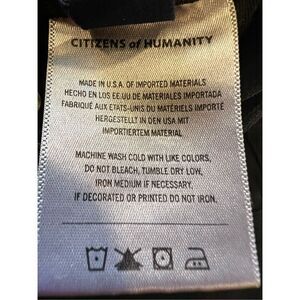 CITIZENS of HUMANITY
MADE IN U.S.A. OF IMPORTED MATERIALS
HECHO EN LOS EE.UU DE MATERIALES IMPORTADA
FABRIQUÉ AUX ETATS-UNIS DU MATÉRIELS IMPORTE
HERGESTELLT IN DEN USA MIT
IMPORTIERTEM MATERIAL
MACHINE WASH COLD WITH LIKE COLORS,
DO NOT BLEACH, TUMBLE DRY LOW,
IRON MEDIUM IF NECESSARY.
IF DECORATED OR PRINTED DO NOT IRON.